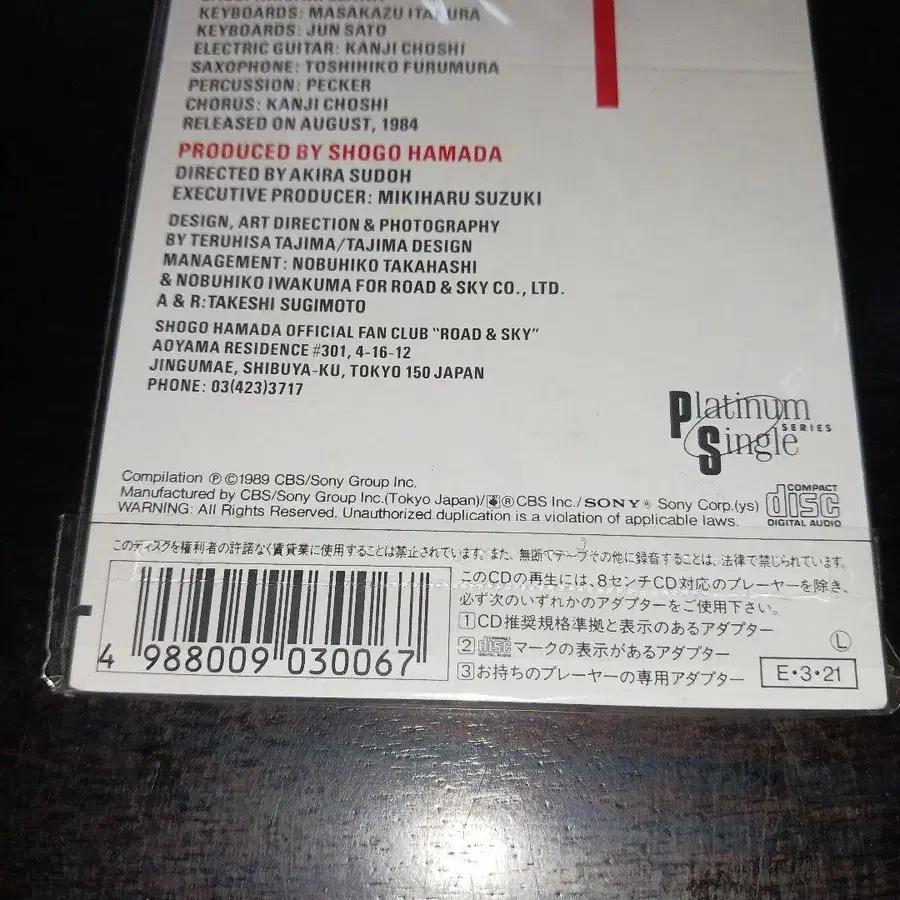 KEYBOARDS: MASAKAZU ITAKURA
KEYBOARDS: JUN SATO
ELECTRIC GUITAR: KANJI CHOSHI
SAXOPHONE: TOSHIHIKO FURUMURA
PERCUSSION: PECKER
CHORUS: KANJI CHOSHI
RELEASED ON AUGUST, 1984
PRODUCED BY SHOGO HAMADA
DIRECTED BY AKIRA SUDOH
EXECUTIVE PRODUCER: MIKIHARU SUZUKI
DESIGN, ART DIRECTION & PHOTOGRAPHY
BY TERUHISA TAJIMA/TAJIMA DESIGN
MANAGEMENT: NOBUHIKO TAKAHASHI
& NOBUHIKO IWAKUMA FOR ROAD & SKY CO., LTD.
A & R: TAKESHI SUGIMOTO
SHOGO HAMADA OFFICIAL FAN CLUB "ROAD & SKY"
AOYAMA RESIDENCE #301, 4-16-12
JINGUMAE, SHIBUYA-KU, TOKYO 150 JAPAN
PHONE: 03(423)3717
Platinum
SERIES
Single
Compilation ℗©1989 CBS/Sony Group Inc.
Manufactured by CBS/Sony Group Inc.(Tokyo Japan)/®CBS Inc./SONY® Sony Corp.(ys)
WARNING: All Rights Reserved. Unauthorized duplication is a violation of applicable laws.
COMPACT
disc
DIGITAL AUDIO
このディスクを権利者の許諾なく賃貸業に使用することは禁止されています。また、無断でテープその他に録音することは、法律で禁じられています。
このCDの再生には、8センチCD対応のプレーヤーを除き、
必ず次のいずれかのアダプターをご使用下さい。
1 CD推奨規格準拠と表示のあるアダプター
2 COMPACT disc DIGITAL AUDIO マークの表示があるアダプター
3 お持ちのプレーヤーの専用アダプター
L
E・3・21
4 988009 030067